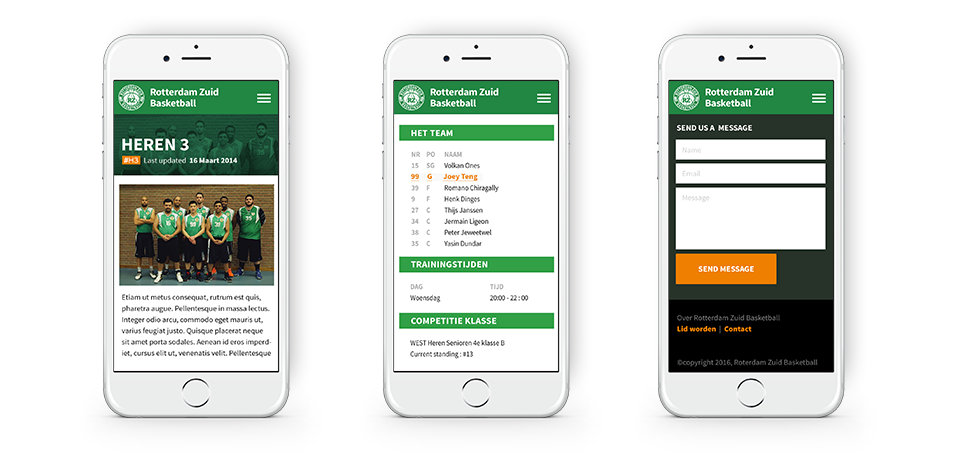 Rotterdam Zuid
Basketball
HEREN 3
#H3 Last updated 16 Maart 2014
Etiam ut metus consequat, rutrum est quis,
pharetra augue. Pellentesque in massa lectus.
Integer odio arcu, commodo eget mauris ut,
varius feugiat justo. Quisque placerat neque
sit amet porta sodales. Aenean id eros imperd-
iet, cursus elit ut, venenatis velit. Pellentesque
Rotterdam Zuid
Basketball
HET TEAM
NR PO NAAM
15 SG Volkan Ones
99 G Joey Teng
39 F Romano Chiragally
9 F Henk Dinges
27 C Thijs Janssen
34 C Jermain Ligeon
38 C Peter Jeweetwel
35 C Yasin Dundar
TRAININGSTIJDEN
DAG TIJD
Woensdag 20:00 - 22:00
COMPETITIE KLASSE
WEST Heren Senioren 4e klasse B
Current standing : #13
Rotterdam Zuid
Basketball
SEND US A MESSAGE
Name
Email
Message
SEND MESSAGE
Over Rotterdam Zuid Basketball
Lid worden | Contact
©copyright 2016, Roterdam Zuid Basketball